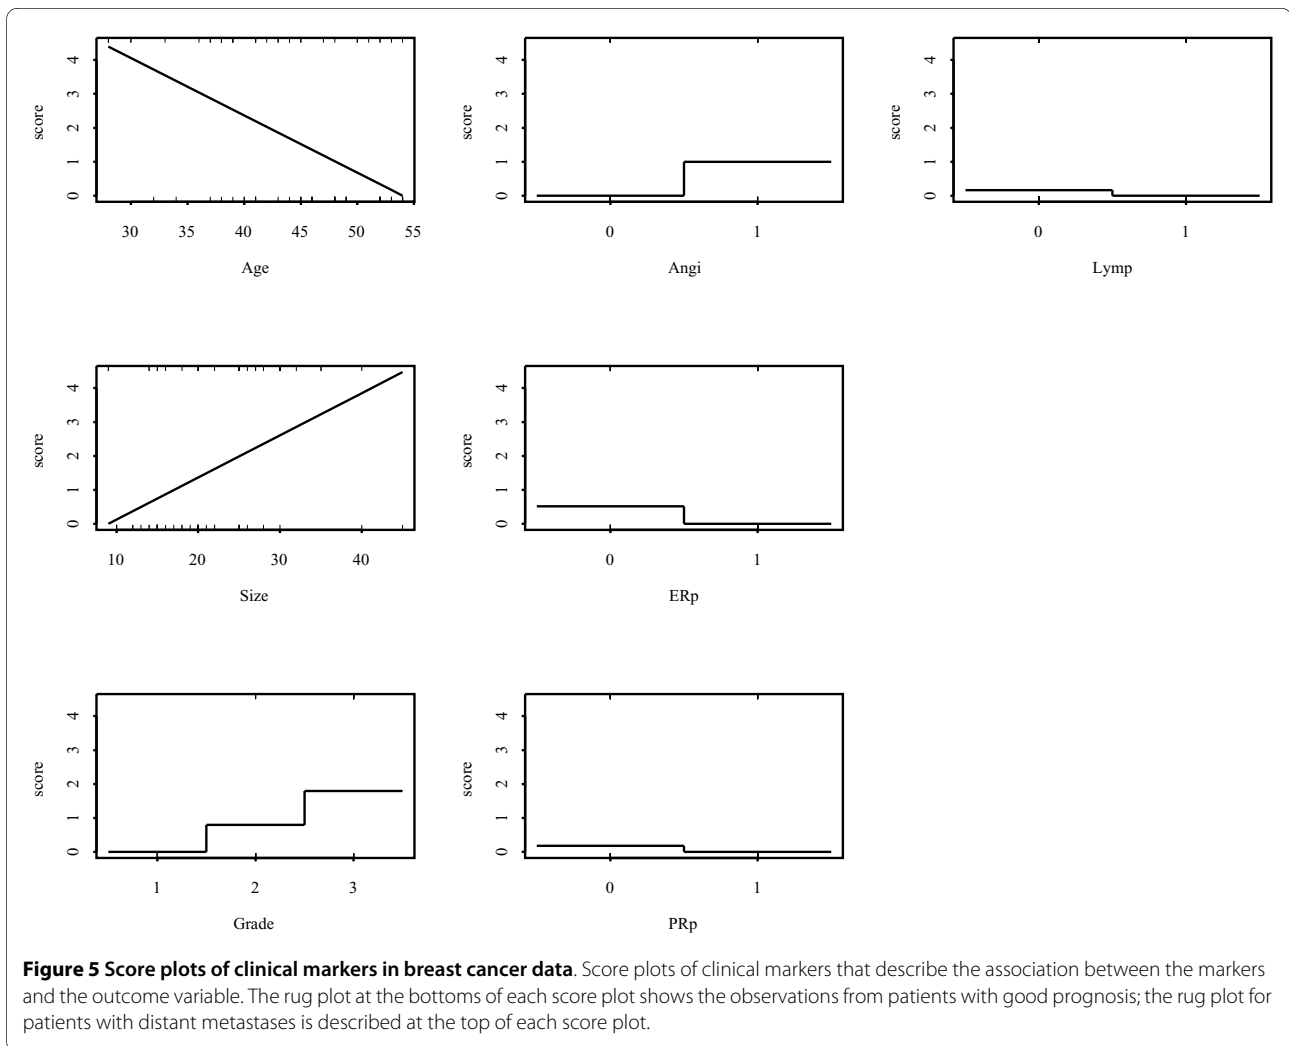 score
4
3
2
1
0
30 35 40 45 50 55
Age
score
4
3
2
1
0
0 1
Angi
score
4
3
2
1
0
0 1
Lymp
score
4
3
2
1
0
10 20 30 40
Size
score
4
3
2
1
0
0 1
ERp
score
4
3
2
1
0
1 2 3
Grade
score
4
3
2
1
0
0 1
PRp
Figure 5 Score plots of clinical markers in breast cancer data. Score plots of clinical markers that describe the association between the markers
and the outcome variable. The rug plot at the bottoms of each score plot shows the observations from patients with good prognosis; the rug plot for
patients with distant metastases is described at the top of each score plot.